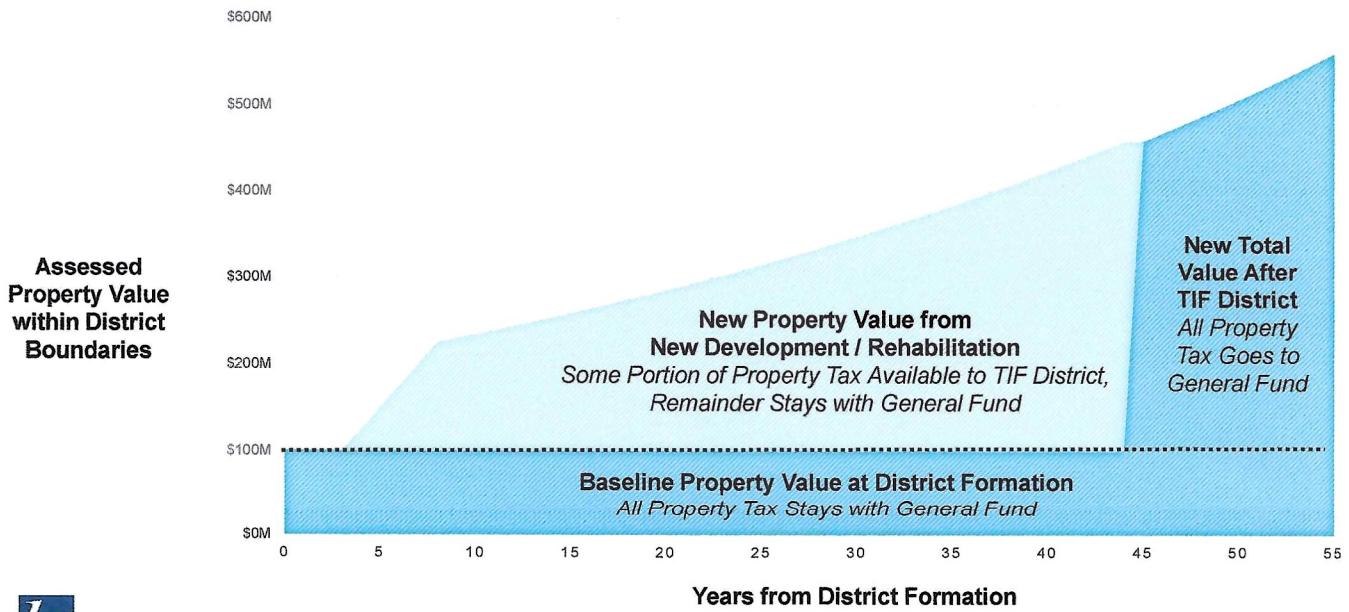 $600M
$500M
$400M
$300M
$200M
$100M
$0M
Assessed
Property Value
within District
Boundaries
New Property Value from
New Development / Rehabilitation
Some Portion of Property Tax Available to TIF District,
Remainder Stays with General Fund
New Total
Value After
TIF District
All Property
Tax Goes to
General Fund
Baseline Property Value at District Formation
All Property Tax Stays with General Fund
0 5 10 15 20 25 30 35 40 45 50 55
Years from District Formation